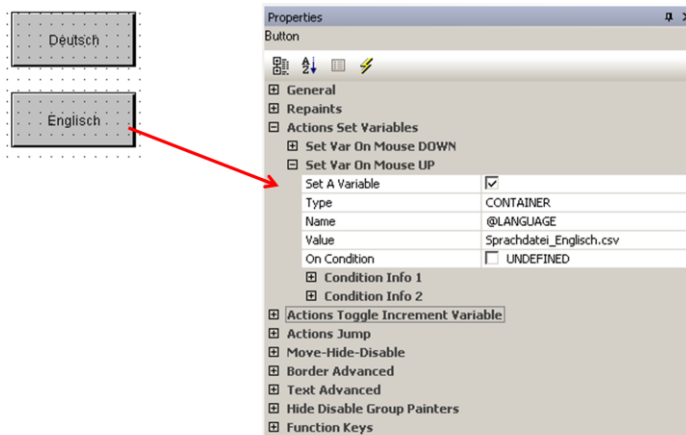 Deutsch
Englisch
Properties
Button
General
Repaints
Actions Set Variables
Set Var On Mouse DOWN
Set Var On Mouse UP
Set A Variable
Type CONTAINER
Name @LANGUAGE
Value Sprachdatei_Englisch.csv
On Condition UNDEFINED
Condition Info 1
Condition Info 2
Actions Toggle Increment Variable
Actions Jump
Move-Hide-Disable
Border Advanced
Text Advanced
Hide Disable Group Painters
Function Keys